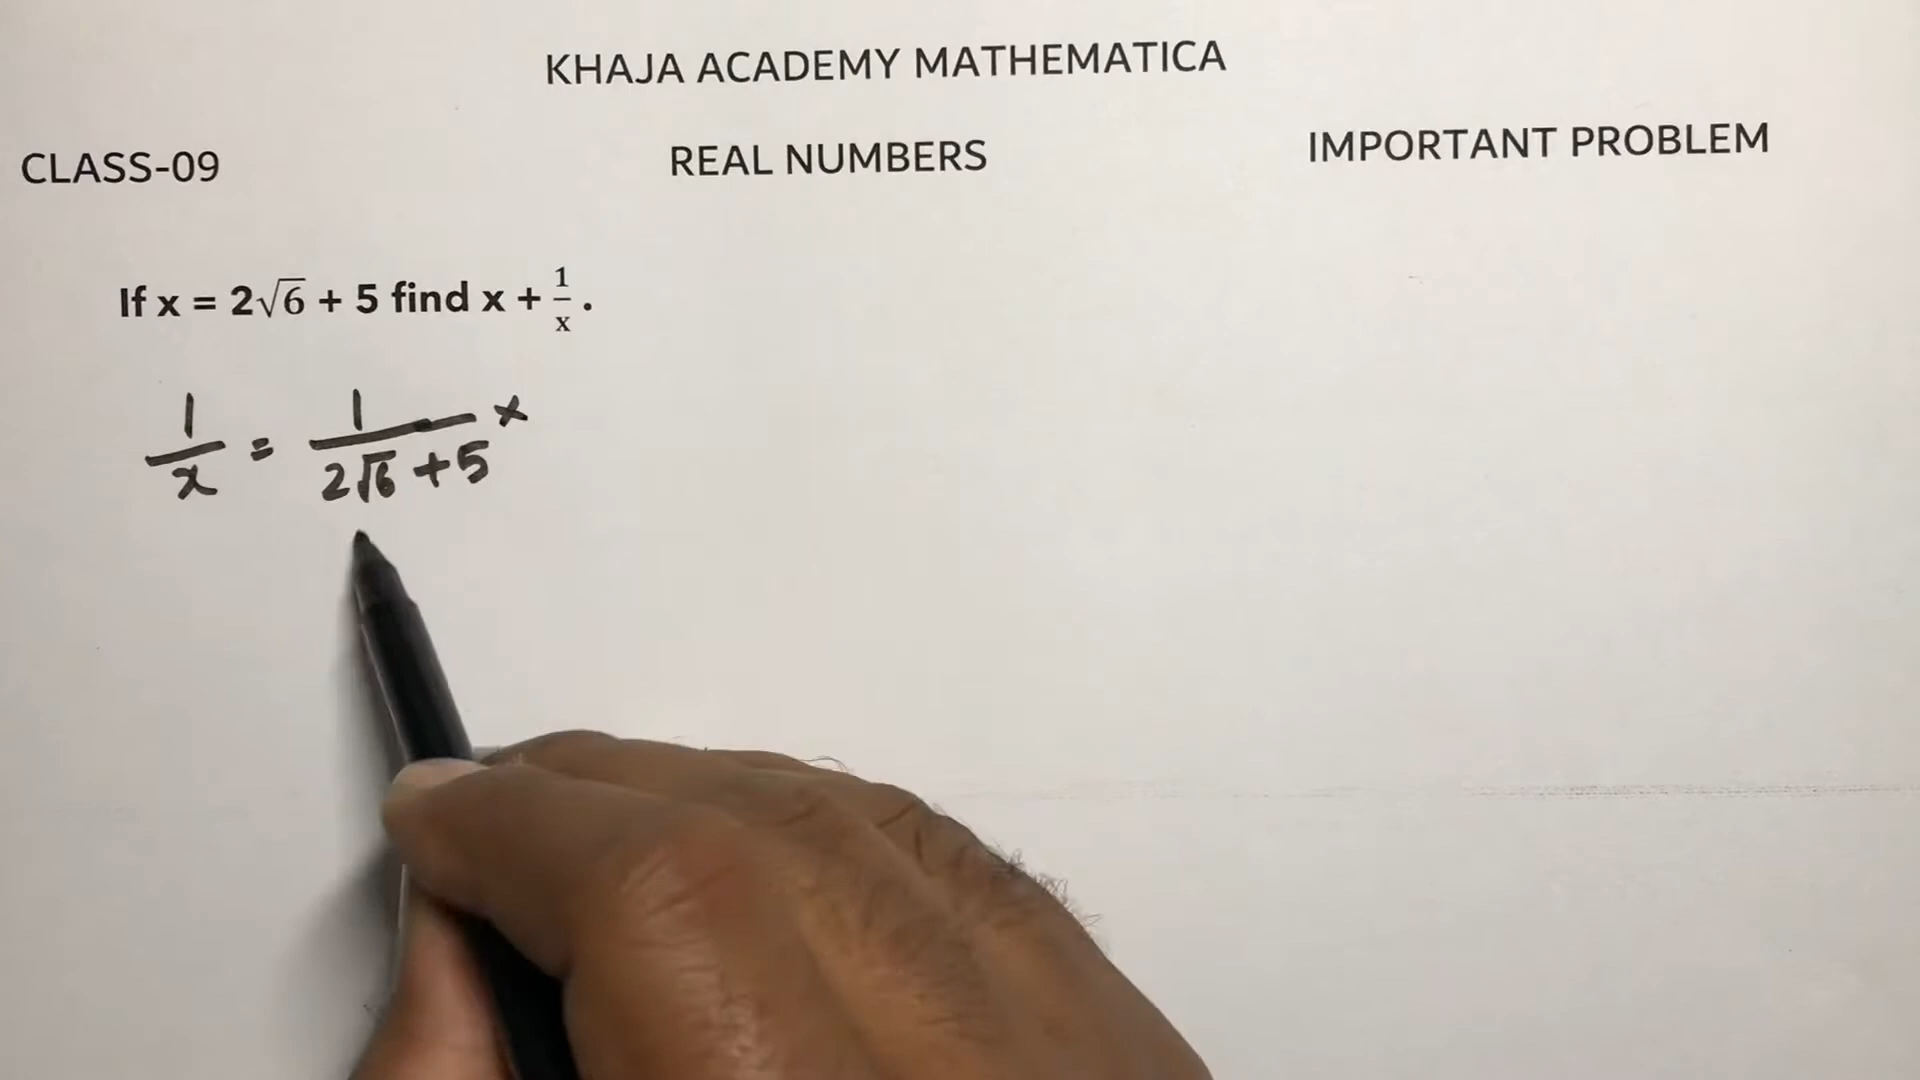 KHAJA ACADEMY MATHEMATICA
CLASS-09 REAL NUMBERS IMPORTANT PROBLEM
If x = 2√6 + 5 find x + 1/x .
1/x = 1/(2√6 + 5) ×